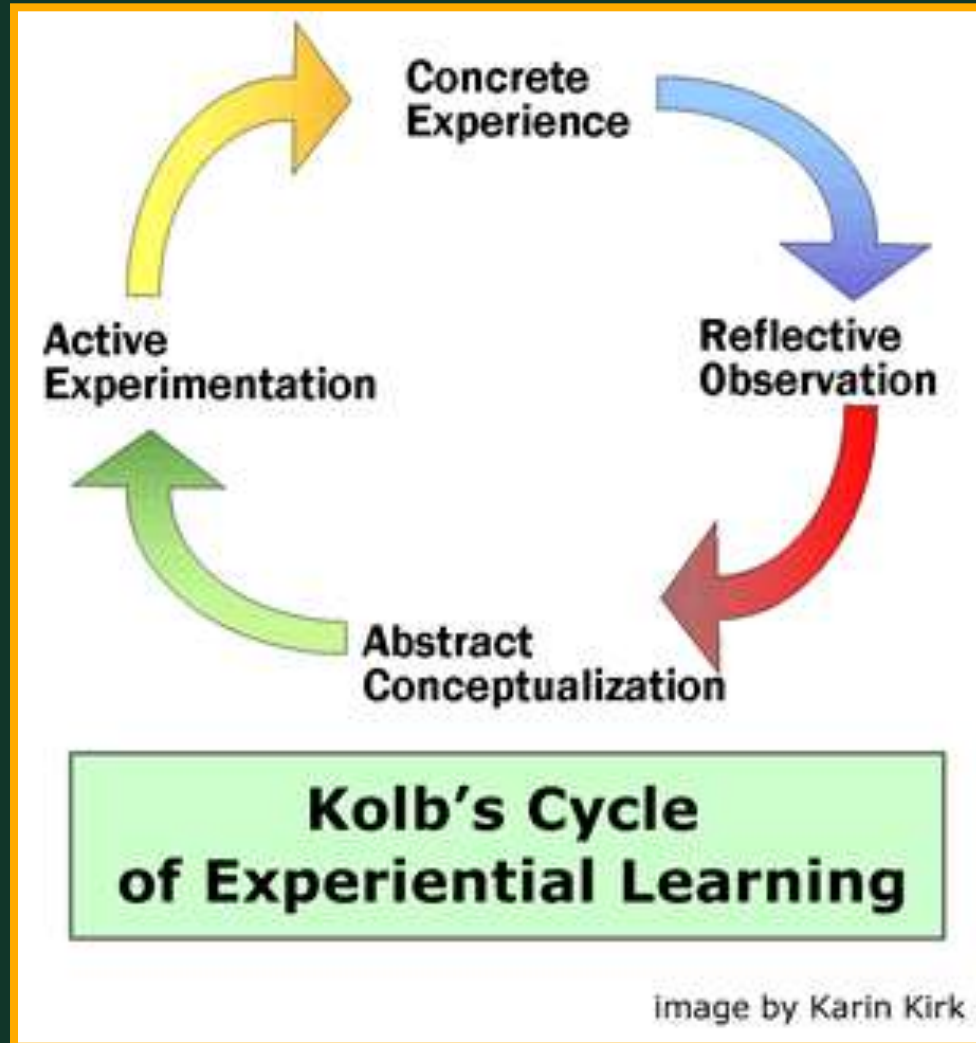 Concrete
Experience
Reflective
Observation
Abstract
Conceptualization
Active
Experimentation
Kolb's Cycle
of Experiential Learning
image by Karin Kirk